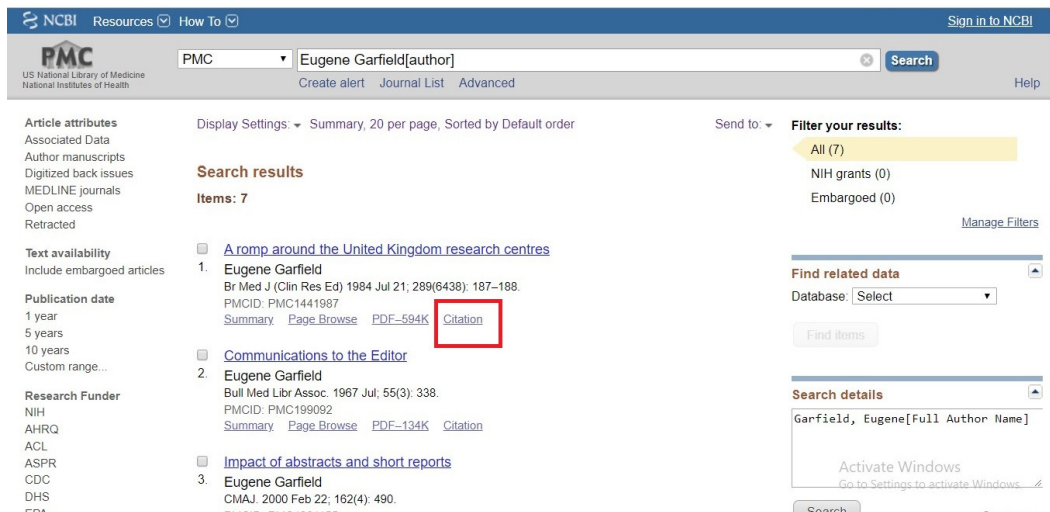 NCBI Resources How To Sign in to NCBI
PMC
US National Library of Medicine
National Institutes of Health
PMC Eugene Garfield[author] Search
Create alert Journal List Advanced Help
Article attributes
Associated Data
Author manuscripts
Digitized back issues
MEDLINE journals
Open access
Retracted
Text availability
Include embargoed articles
Publication date
1 year
5 years
10 years
Custom range...
Research Funder
NIH
AHRQ
ACL
ASPR
CDC
DHS
EPA
Display Settings: Summary, 20 per page, Sorted by Default order Send to:
Search results
Items: 7
A romp around the United Kingdom research centres
1. Eugene Garfield
Br Med J (Clin Res Ed) 1984 Jul 21; 289(6438): 187–188.
PMCID: PMC1441987
Summary Page Browse PDF–594K Citation
Communications to the Editor
2. Eugene Garfield
Bull Med Libr Assoc. 1967 Jul; 55(3): 338.
PMCID: PMC199092
Summary Page Browse PDF–134K Citation
Impact of abstracts and short reports
3. Eugene Garfield
CMAJ. 2000 Feb 22; 162(4): 490.
Filter your results:
All (7)
NIH grants (0)
Embargoed (0)
Manage Filters
Find related data
Database: Select
Find items
Search details
Garfield, Eugene[Full Author Name]
Activate Windows
Go to Settings to activate Windows.
Search